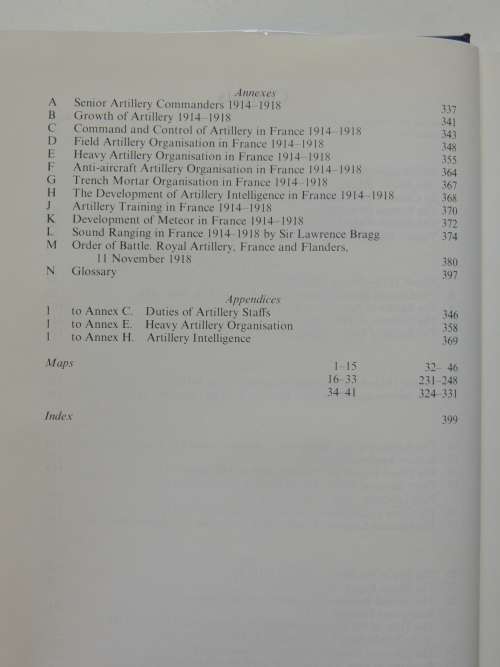 Annexes
A Senior Artillery Commanders 1914–1918 337
B Growth of Artillery 1914–1918 341
C Command and Control of Artillery in France 1914–1918 343
D Field Artillery Organisation in France 1914–1918 348
E Heavy Artillery Organisation in France 1914–1918 355
F Anti-aircraft Artillery Organisation in France 1914–1918 364
G Trench Mortar Organisation in France 1914–1918 367
H The Development of Artillery Intelligence in France 1914–1918 368
J Artillery Training in France 1914–1918 370
K Development of Meteor in France 1914–1918 372
L Sound Ranging in France 1914–1918 by Sir Lawrence Bragg 374
M Order of Battle. Royal Artillery, France and Flanders,
11 November 1918 380
N Glossary 397
Appendices
1 to Annex C. Duties of Artillery Staffs 346
1 to Annex E. Heavy Artillery Organisation 358
1 to Annex H. Artillery Intelligence 369
Maps 1–15 32–46
16–33 231–248
34–41 324–331
Index 399